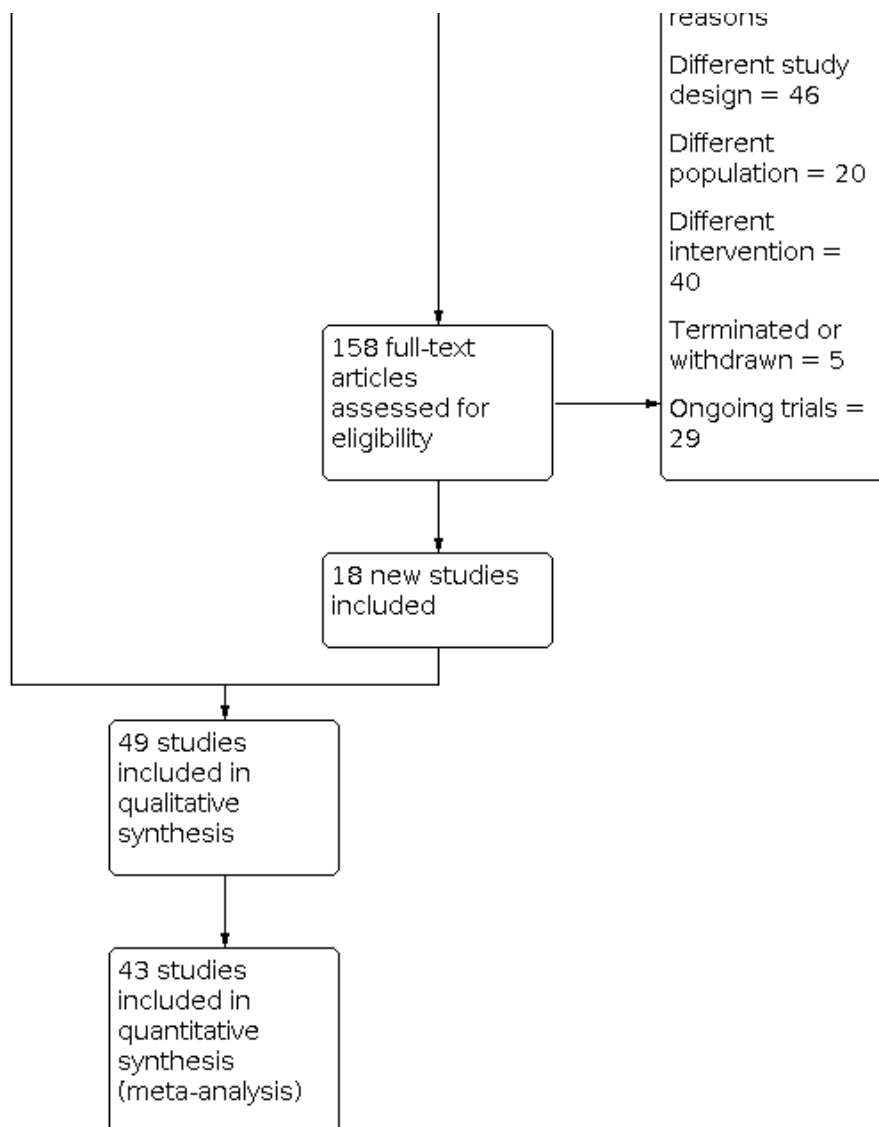 reasons
Different study
design = 46
Different
population = 20
Different
intervention =
40
Terminated or
withdrawn = 5
Ongoing trials =
29
158 full-text
articles
assessed for
eligibility
18 new studies
included
49 studies
included in
qualitative
synthesis
43 studies
included in
quantitative
synthesis
(meta-analysis)